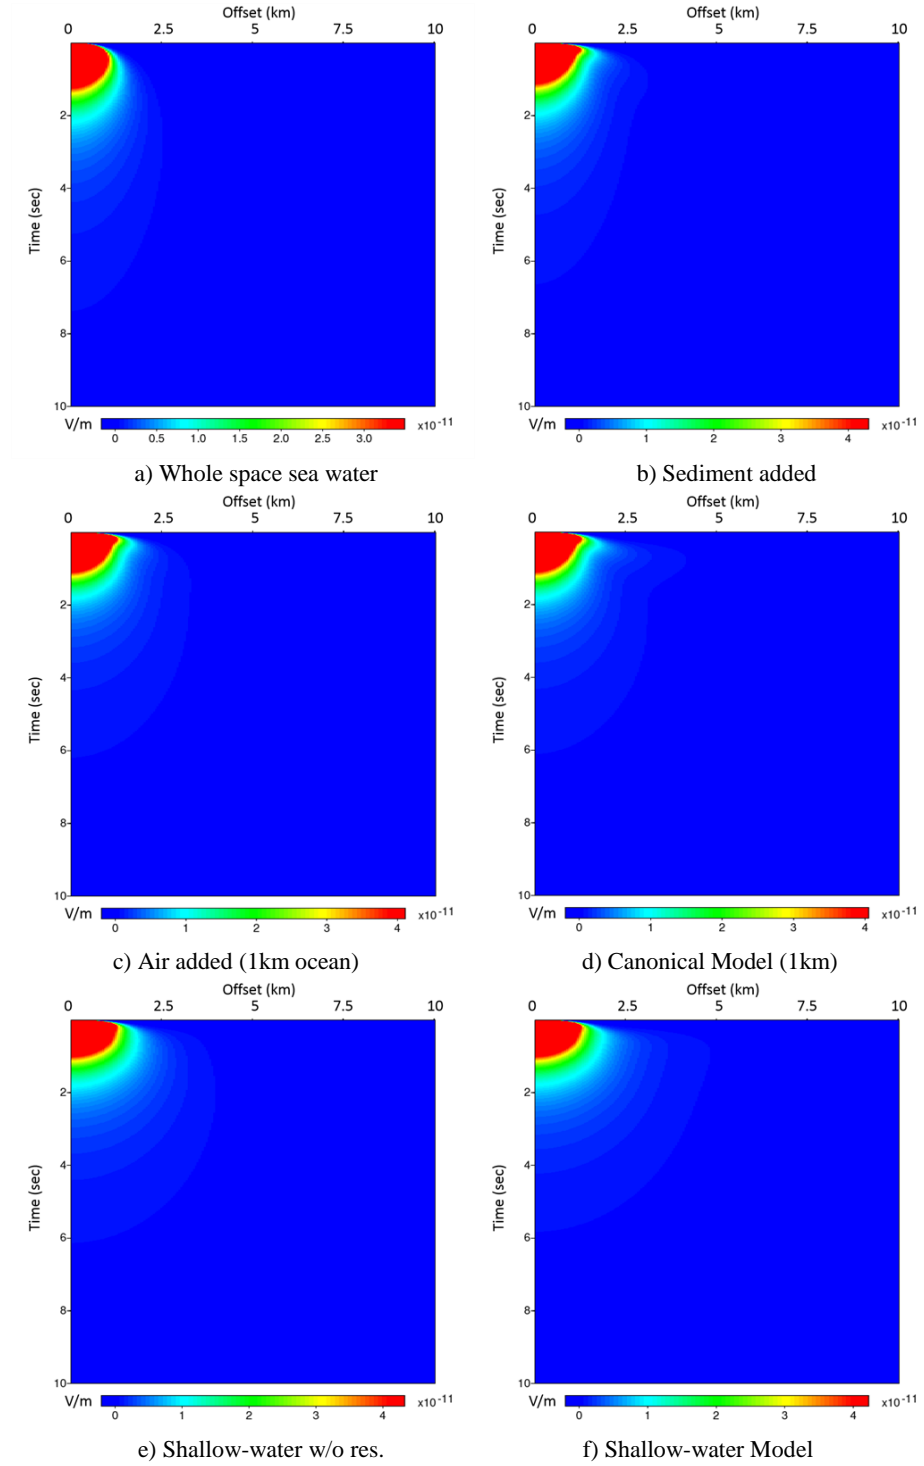 Offset (km)
0 2.5 5 7.5 10
Time (sec)
2
4
6
8
10
V/m 0 0.5 1.0 1.5 2.0 2.5 3.0 x10⁻¹¹
a) Whole space sea water
Offset (km)
0 2.5 5 7.5 10
Time (sec)
2
4
6
8
10
V/m 0 1 2 3 4 x10⁻¹¹
b) Sediment added
Offset (km)
0 2.5 5 7.5 10
Time (sec)
2
4
6
8
10
V/m 0 1 2 3 4 x10⁻¹¹
c) Air added (1km ocean)
Offset (km)
0 2.5 5 7.5 10
Time (sec)
2
4
6
8
10
V/m 0 1 2 3 4 x10⁻¹¹
d) Canonical Model (1km)
Offset (km)
0 2.5 5 7.5 10
Time (sec)
2
4
6
8
10
V/m 0 1 2 3 4 x10⁻¹¹
e) Shallow-water w/o res.
Offset (km)
0 2.5 5 7.5 10
Time (sec)
2
4
6
8
10
V/m 0 1 2 3 4 x10⁻¹¹
f) Shallow-water Model